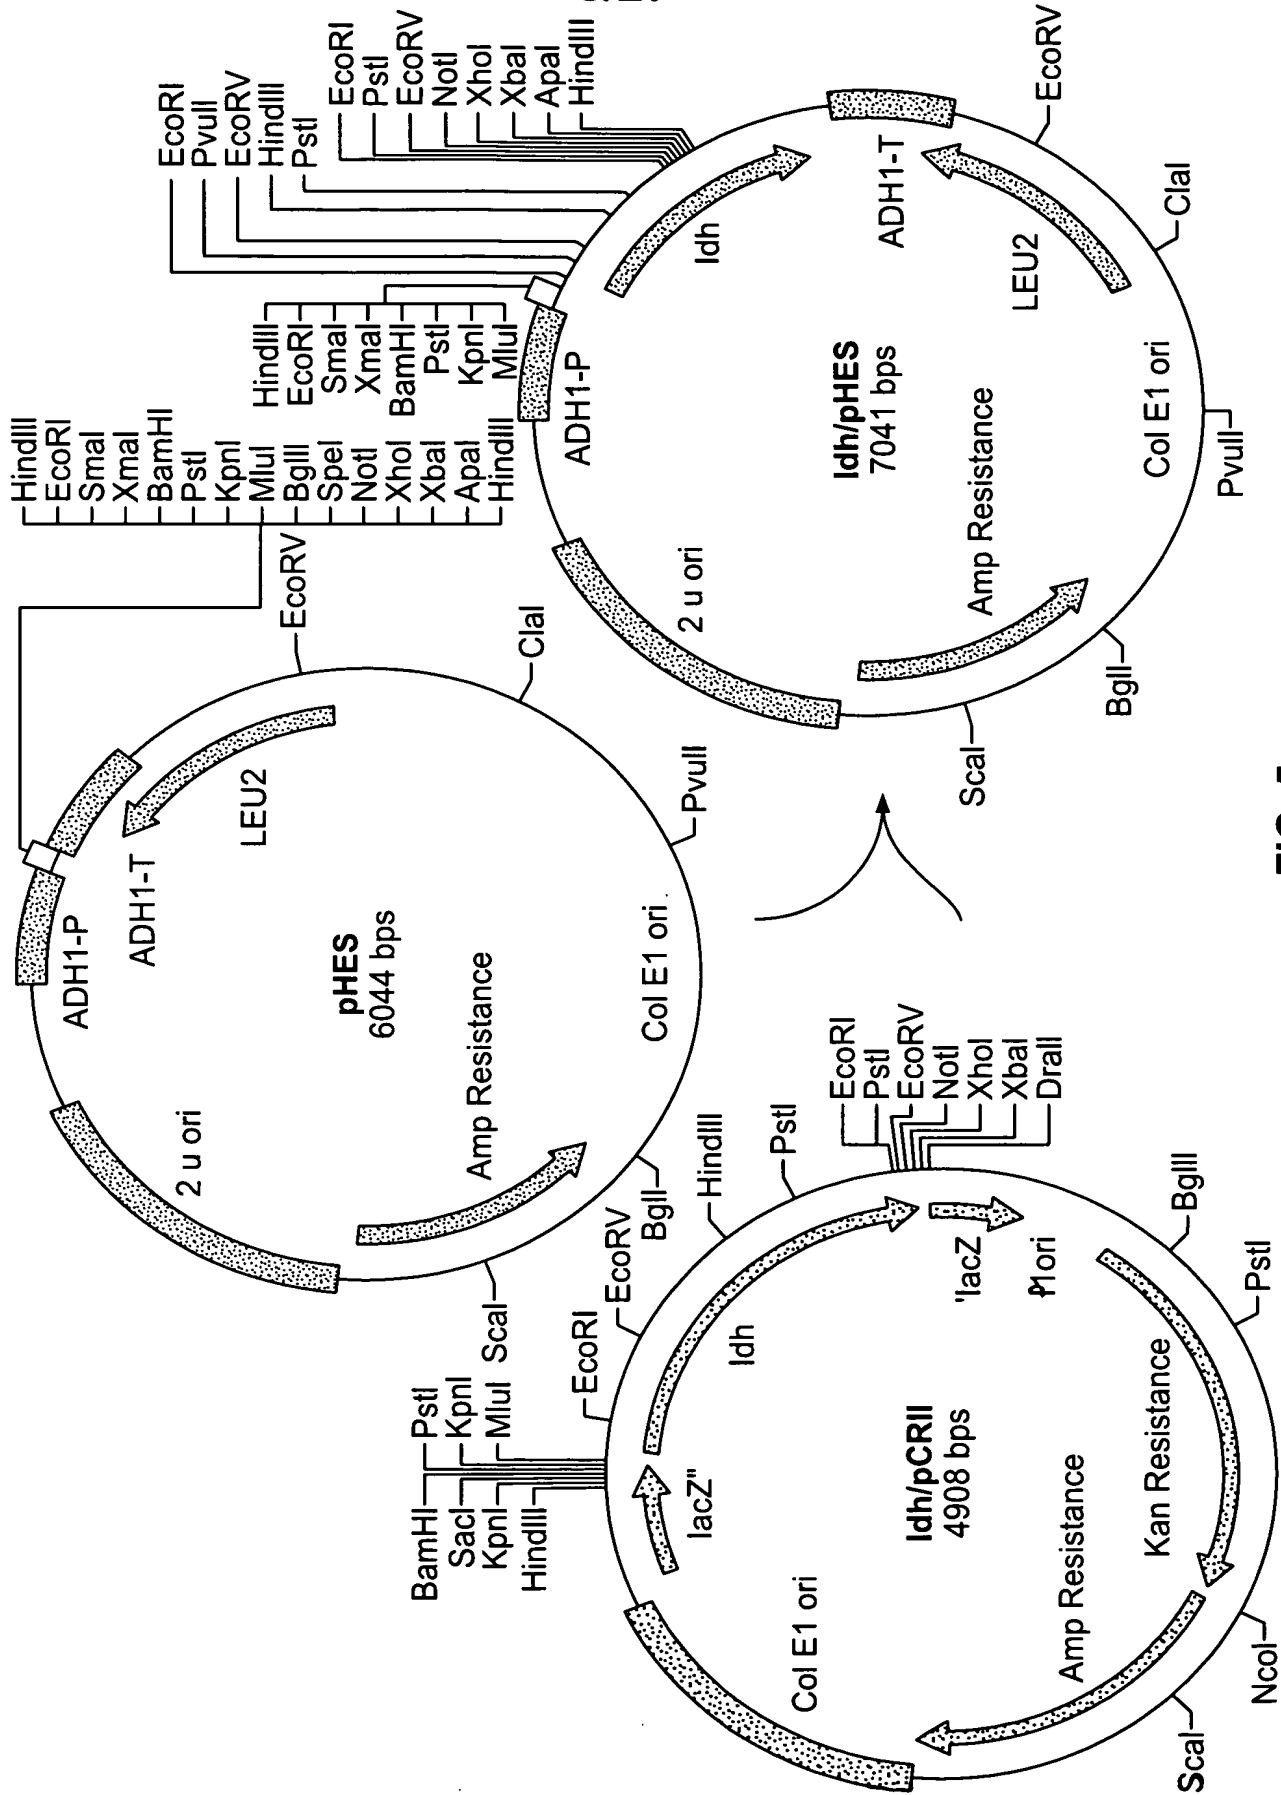 HindIII
EcoRI
SmaI
XmaI
BamHI
PstI
KpnI
MluI
BglII
SpeI
NotI
XhoI
XbaI
ApaI
HindIII
EcoRV
ClaI
PvuII
BglI
ScaI
ADH1-P
ADH1-T
LEU2
2 u ori
pHES
6044 bps
Amp Resistance
Col E1 ori
BamHI
SacI
KpnI
HindIII
PstI
KpnI
MluI
EcoRI
EcoRV
HindIII
PstI
EcoRI
PstI
EcoRV
NotI
XhoI
XbaI
DraII
BglII
PstI
NcoI
ScaI
lacZ"
ldh
'lacZ
f1 ori
Col E1 ori
ldh/pCRII
4908 bps
Amp Resistance
Kan Resistance
HindIII
EcoRI
SmaI
XmaI
BamHI
PstI
KpnI
MluI
EcoRI
PvuII
EcoRV
HindIII
PstI
EcoRI
PstI
EcoRV
NotI
XhoI
XbaI
ApaI
HindIII
EcoRV
ClaI
PvuII
BglI
ScaI
ADH1-P
ldh
ADH1-T
LEU2
2 u ori
ldh/pHES
7041 bps
Amp Resistance
Col E1 ori